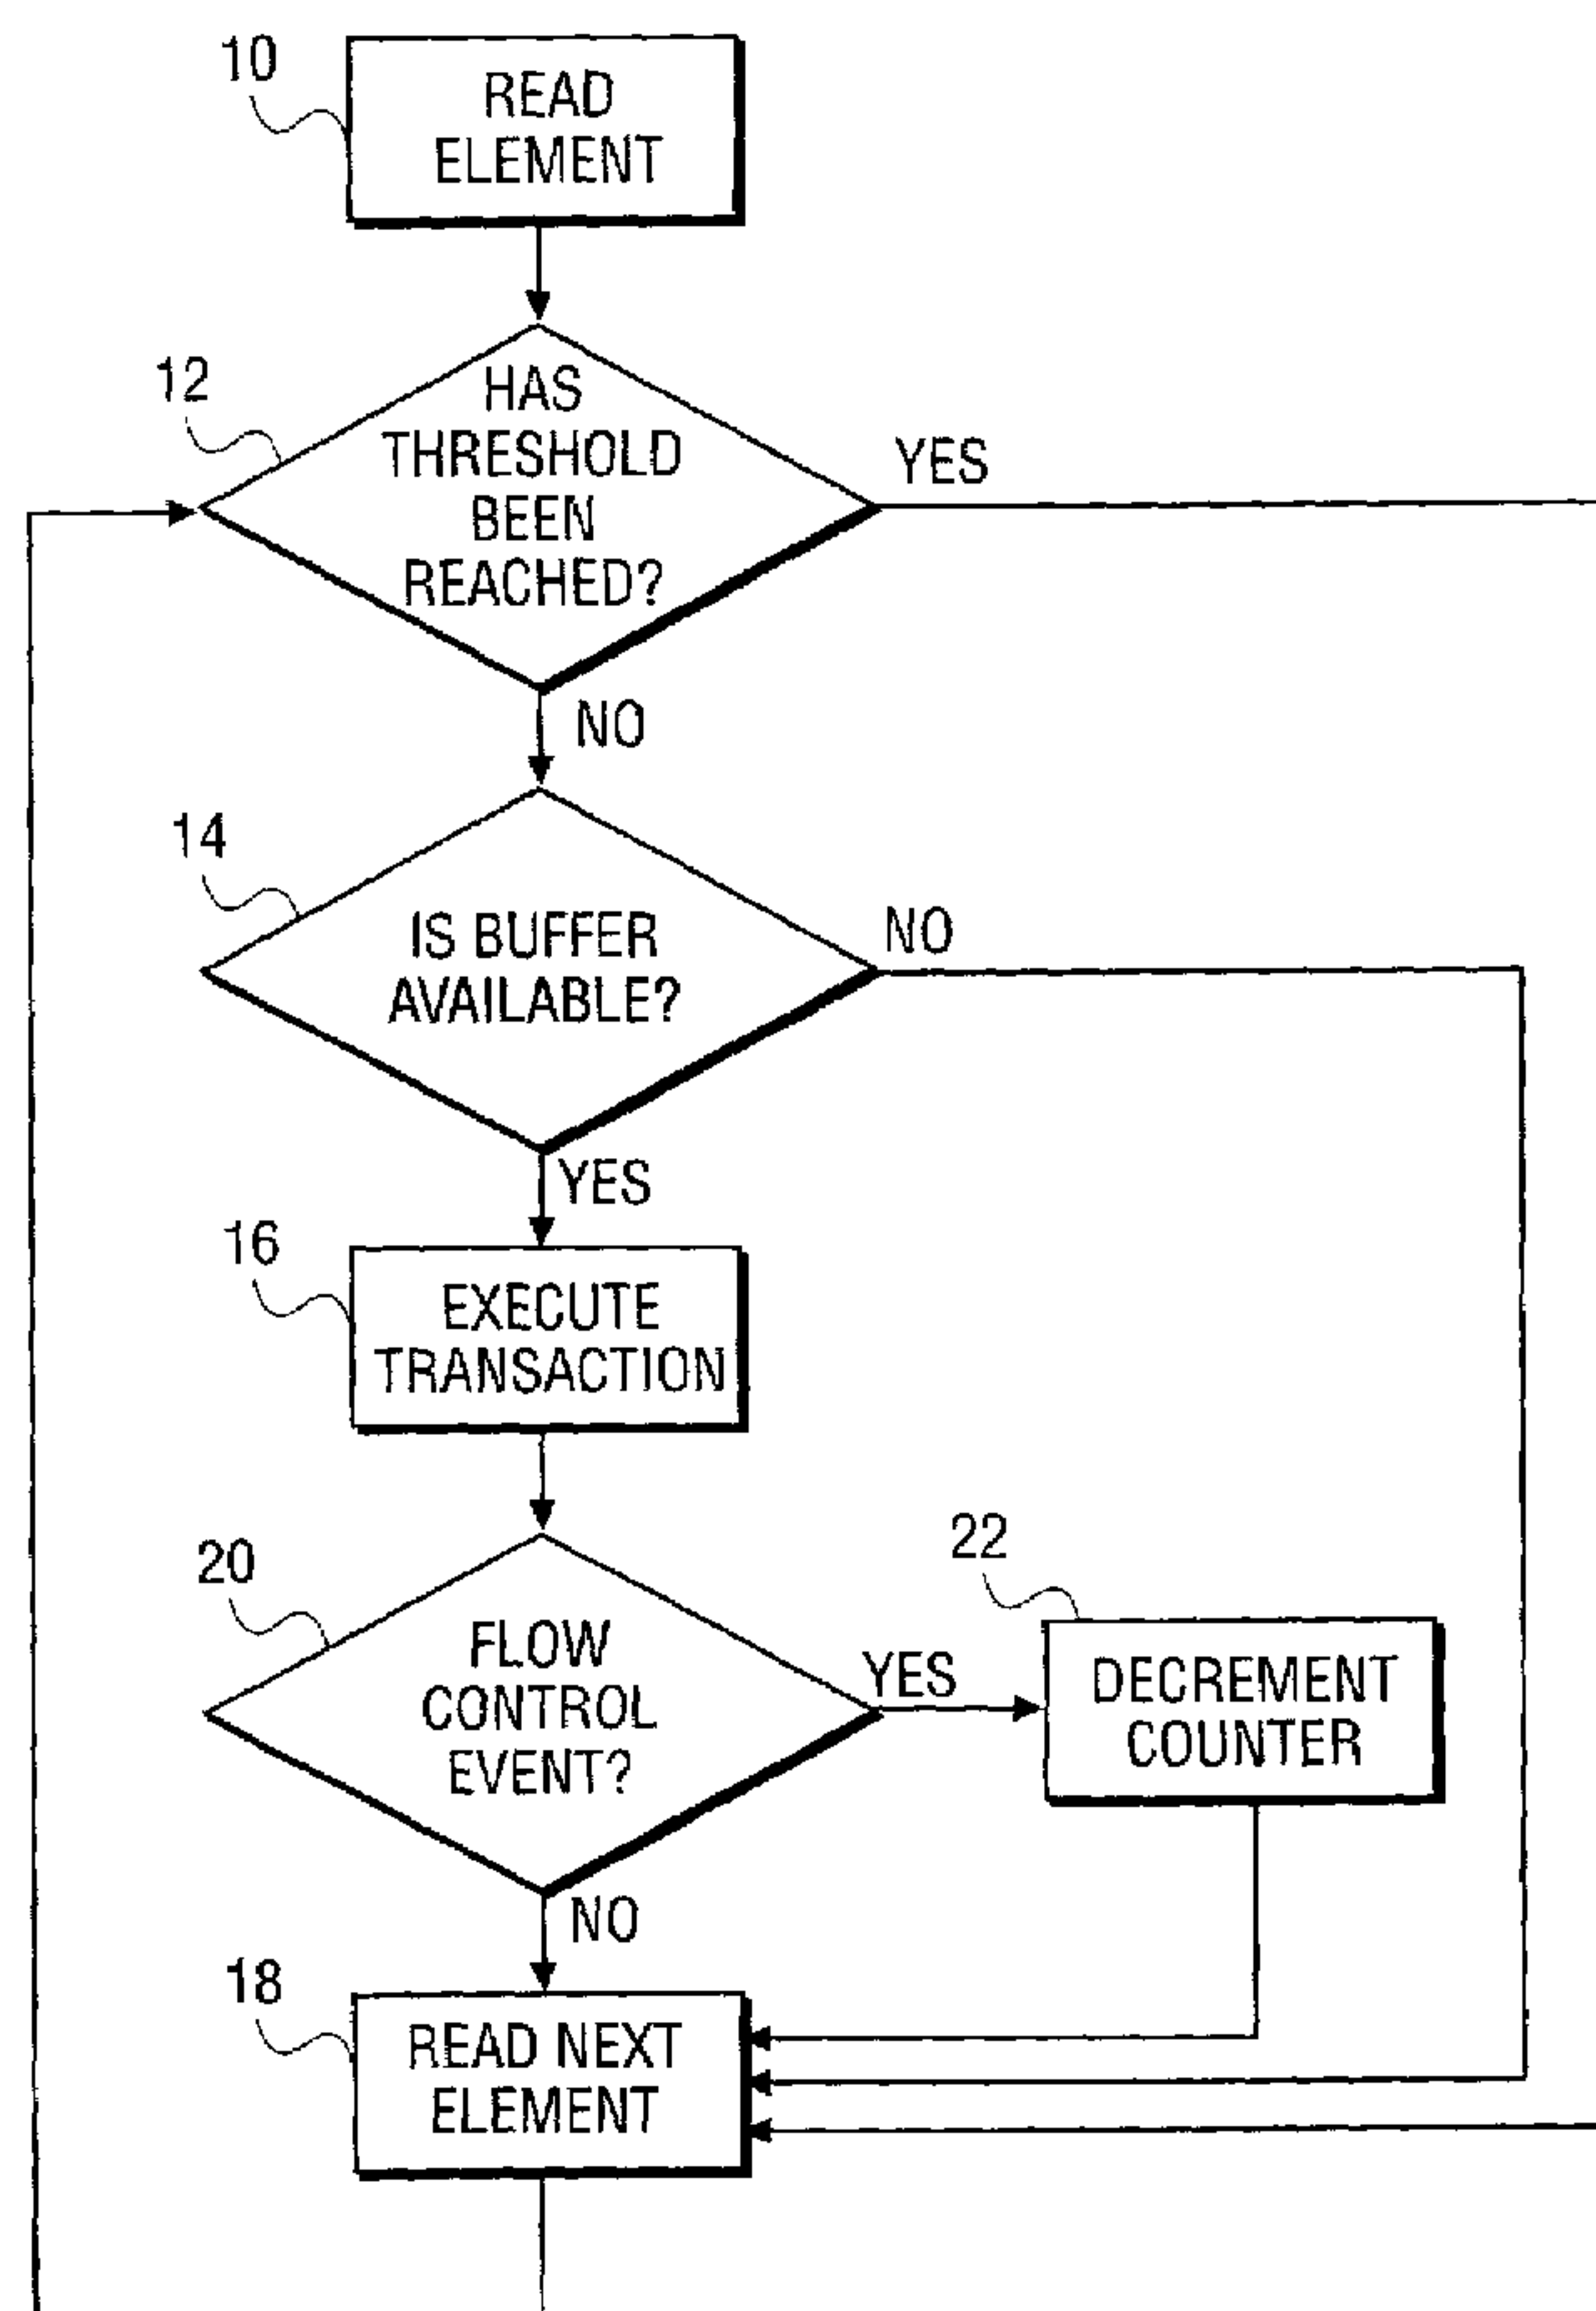 10
READ
ELEMENT
12
HAS
THRESHOLD
BEEN
REACHED?
YES
NO
14
IS BUFFER
AVAILABLE?
NO
YES
16
EXECUTE
TRANSACTION
20
FLOW
CONTROL
EVENT?
YES
22
DECREMENT
COUNTER
NO
18
READ NEXT
ELEMENT